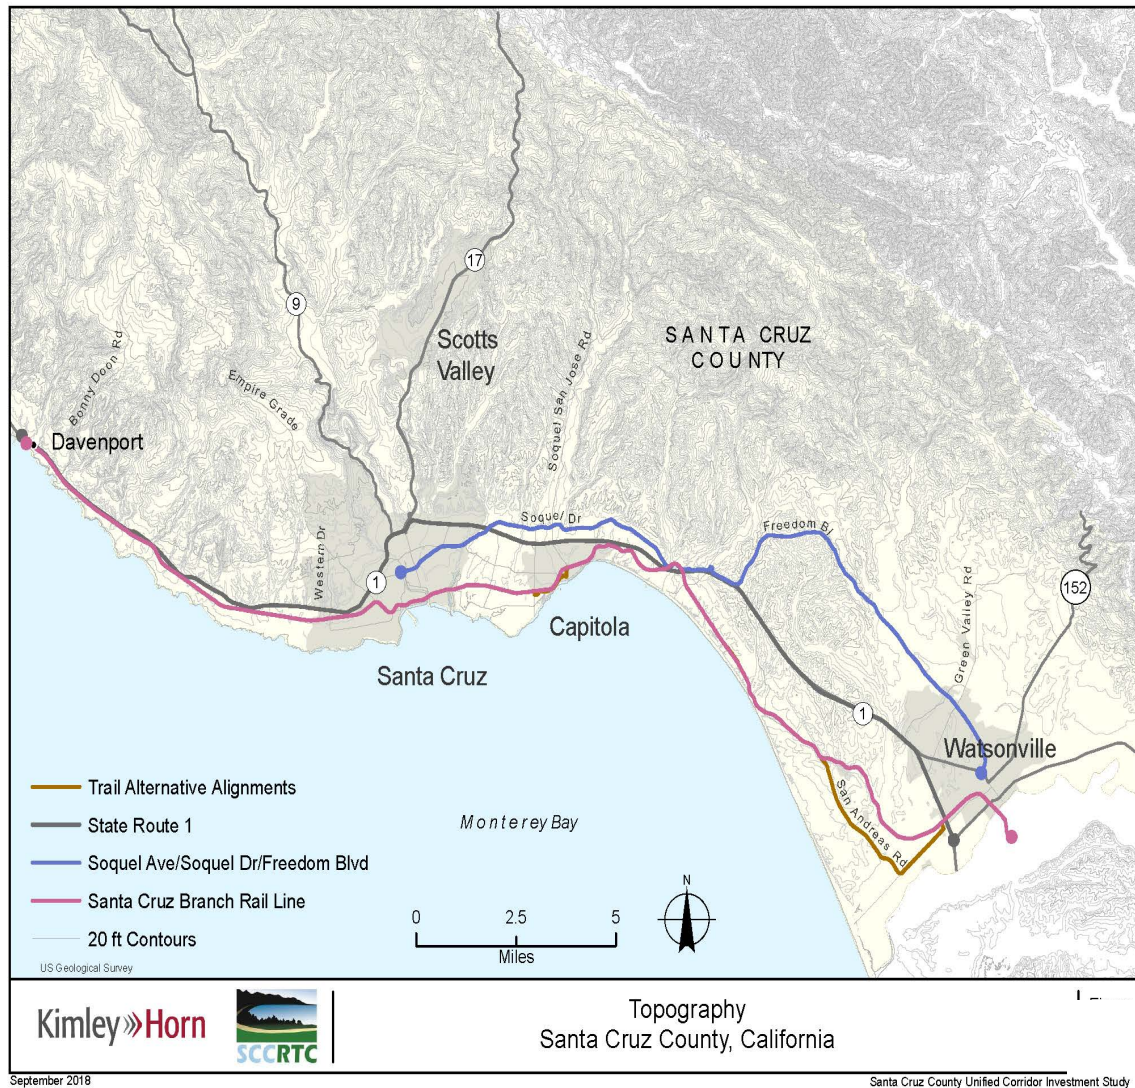 17
9
Scotts
Valley
SANTA CRUZ
COUNTY
Bonny Doon Rd
Empire Grade
Soquel San Jose Rd
Davenport
Western Dr
Soquel Dr
Freedom Bl
1
152
Green Valley Rd
Capitola
Santa Cruz
1
Watsonville
San Andreas Rd
Trail Alternative Alignments
State Route 1
Soquel Ave/Soquel Dr/Freedom Blvd
Santa Cruz Branch Rail Line
20 ft Contours
US Geological Survey
Monterey Bay
N
0 2.5 5
Miles
Kimley»Horn
SCCRTC
Topography
Santa Cruz County, California
September 2018
Santa Cruz County Unified Corridor Investment Study